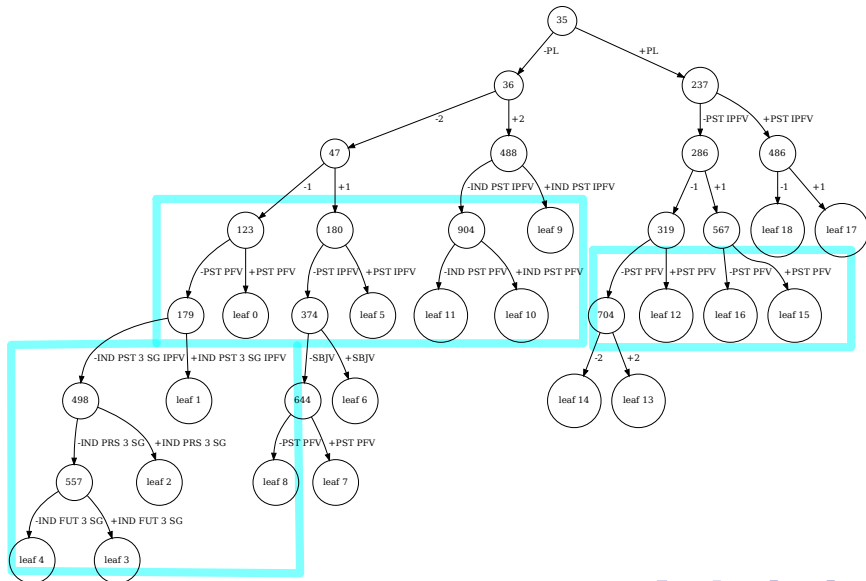 35
-PL +PL
36 237
-2 +2 -PST IPFV +PST IPFV
47 488 286 486
-1 +1 -IND PST IPFV +IND PST IPFV -1 +1 -1 +1
123 180 904 leaf 9 319 567 leaf 18 leaf 17
-PST PFV +PST PFV -PST IPFV +PST IPFV -IND PST PFV +IND PST PFV -PST PFV +PST PFV -PST PFV +PST PFV
179 leaf 0 374 leaf 5 leaf 11 leaf 10 704 leaf 12 leaf 16 leaf 15
-IND PST 3 SG IPFV +IND PST 3 SG IPFV -SBJV +SBJV -2 +2
498 leaf 1 644 leaf 6 leaf 14 leaf 13
-IND PRS 3 SG +IND PRS 3 SG -PST PFV +PST PFV
557 leaf 2 leaf 8 leaf 7
-IND FUT 3 SG +IND FUT 3 SG
leaf 4 leaf 3